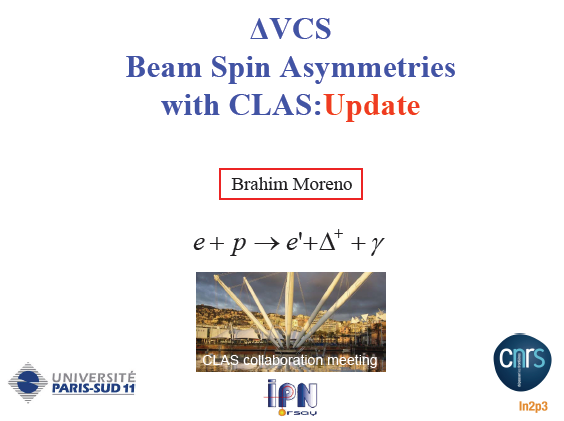 ΔVCS
Beam Spin Asymmetries
with CLAS:Update
Brahim Moreno
e + p → e'+Δ⁺ + γ
CLAS collaboration meeting
UNIVERSITÉ
PARIS-SUD 11
IPN
Orsay
cnrs
In2p3